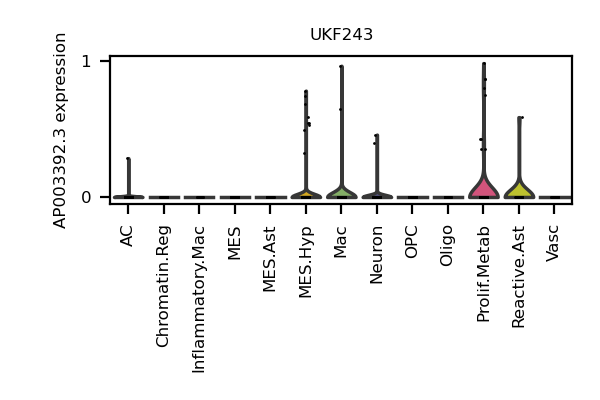 UKF243
AP003392.3 expression
1
0
AC
Chromatin.Reg
Inflammatory.Mac
MES
MES.Ast
MES.Hyp
Mac
Neuron
OPC
Oligo
Prolif.Metab
Reactive.Ast
Vasc